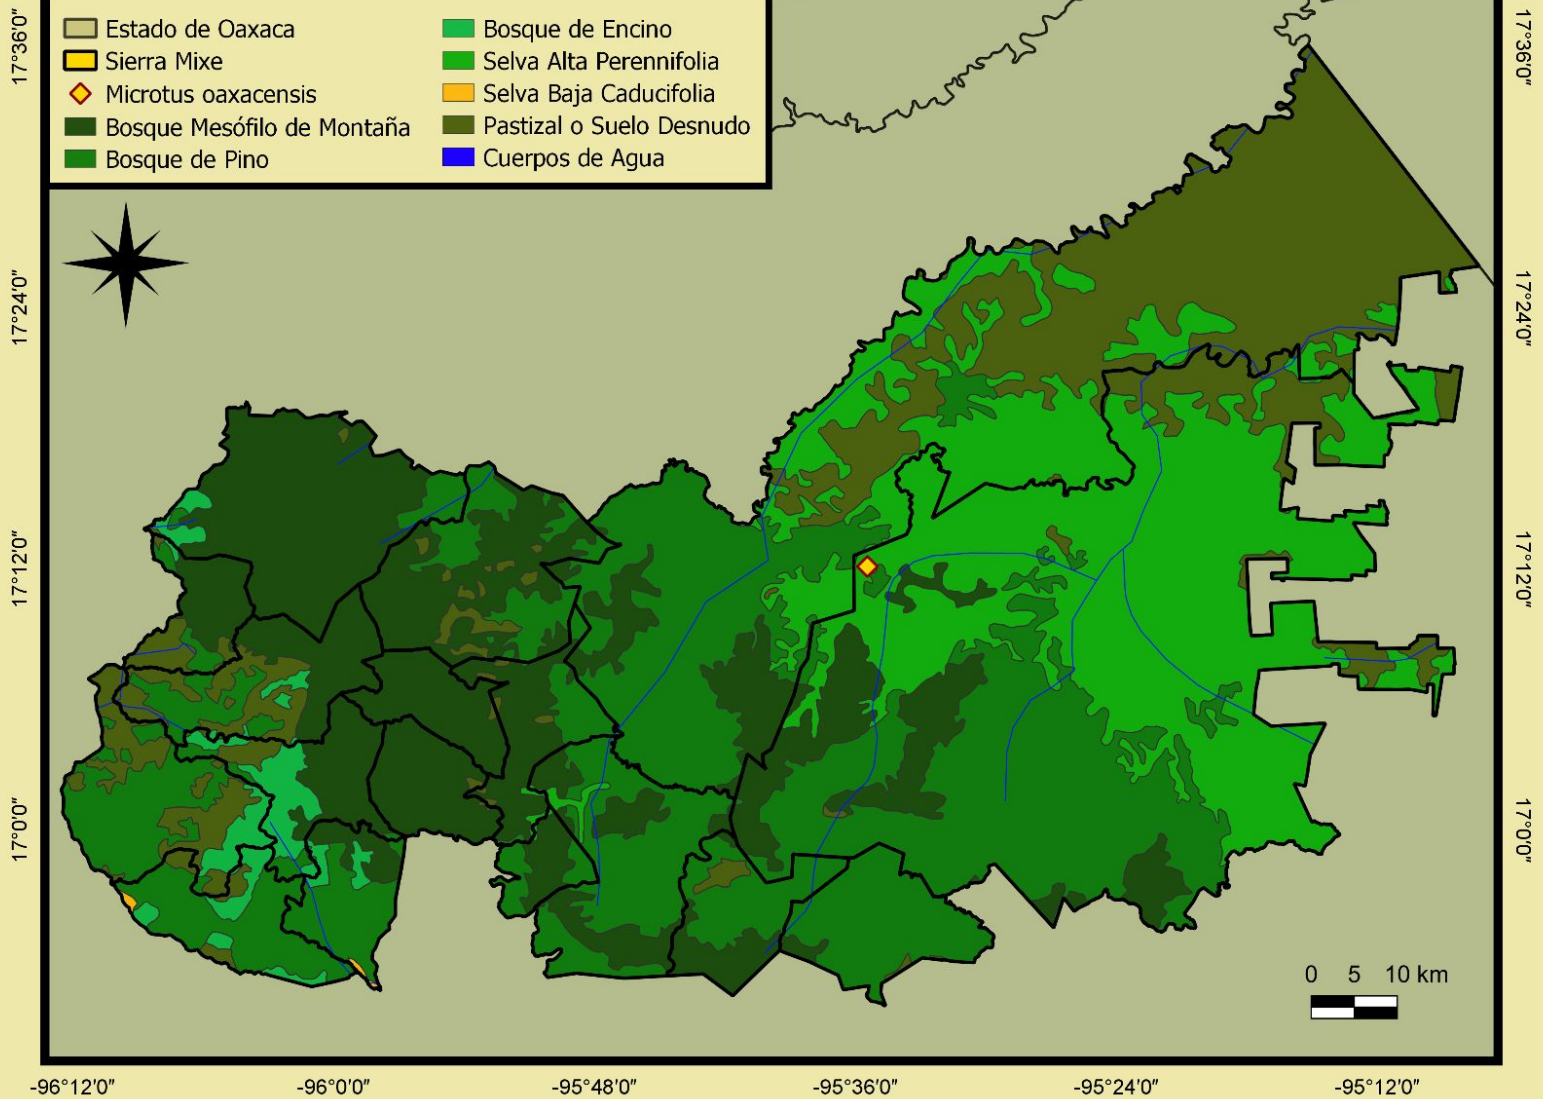 Estado de Oaxaca
Sierra Mixe
Microtus oaxacensis
Bosque Mesófilo de Montaña
Bosque de Pino
Bosque de Encino
Selva Alta Perennifolia
Selva Baja Caducifolia
Pastizal o Suelo Desnudo
Cuerpos de Agua
17°36'0"
17°24'0"
17°12'0"
17°0'0"
17°36'0"
17°24'0"
17°12'0"
17°0'0"
0 5 10 km
-96°12'0" -96°0'0" -95°48'0" -95°36'0" -95°24'0" -95°12'0"